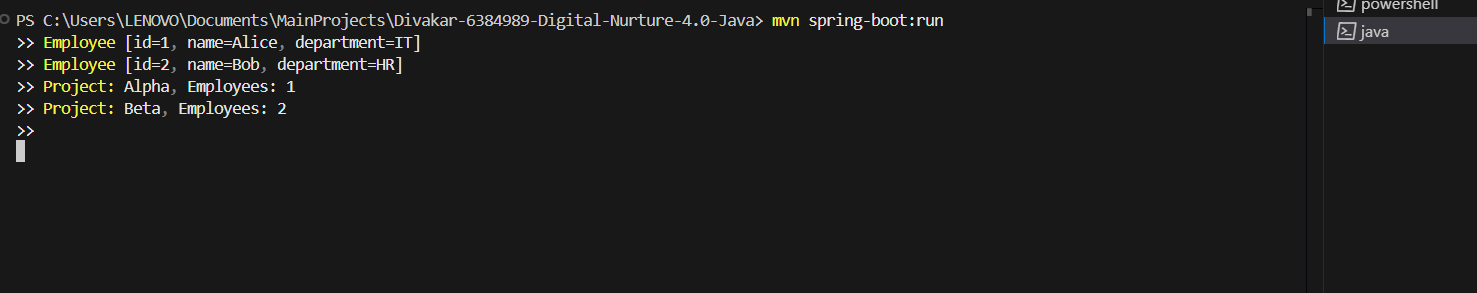 PS C:\Users\LENOVO\Documents\MainProjects\Divakar-6384989-Digital-Nurture-4.0-Java> mvn spring-boot:run
>> Employee [id=1, name=Alice, department=IT]
>> Employee [id=2, name=Bob, department=HR]
>> Project: Alpha, Employees: 1
>> Project: Beta, Employees: 2
>>
powershell
java